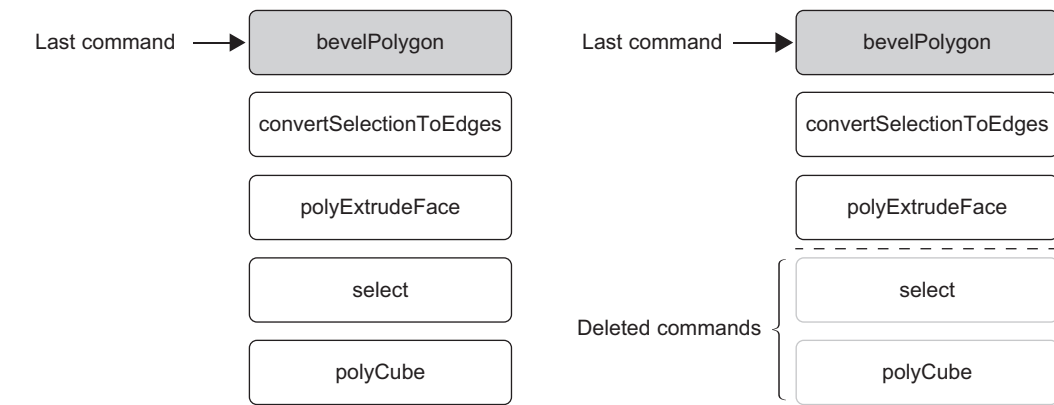 Last command
bevelPolygon
convertSelectionToEdges
polyExtrudeFace
select
polyCube
Last command
bevelPolygon
convertSelectionToEdges
polyExtrudeFace
Deleted commands
select
polyCube